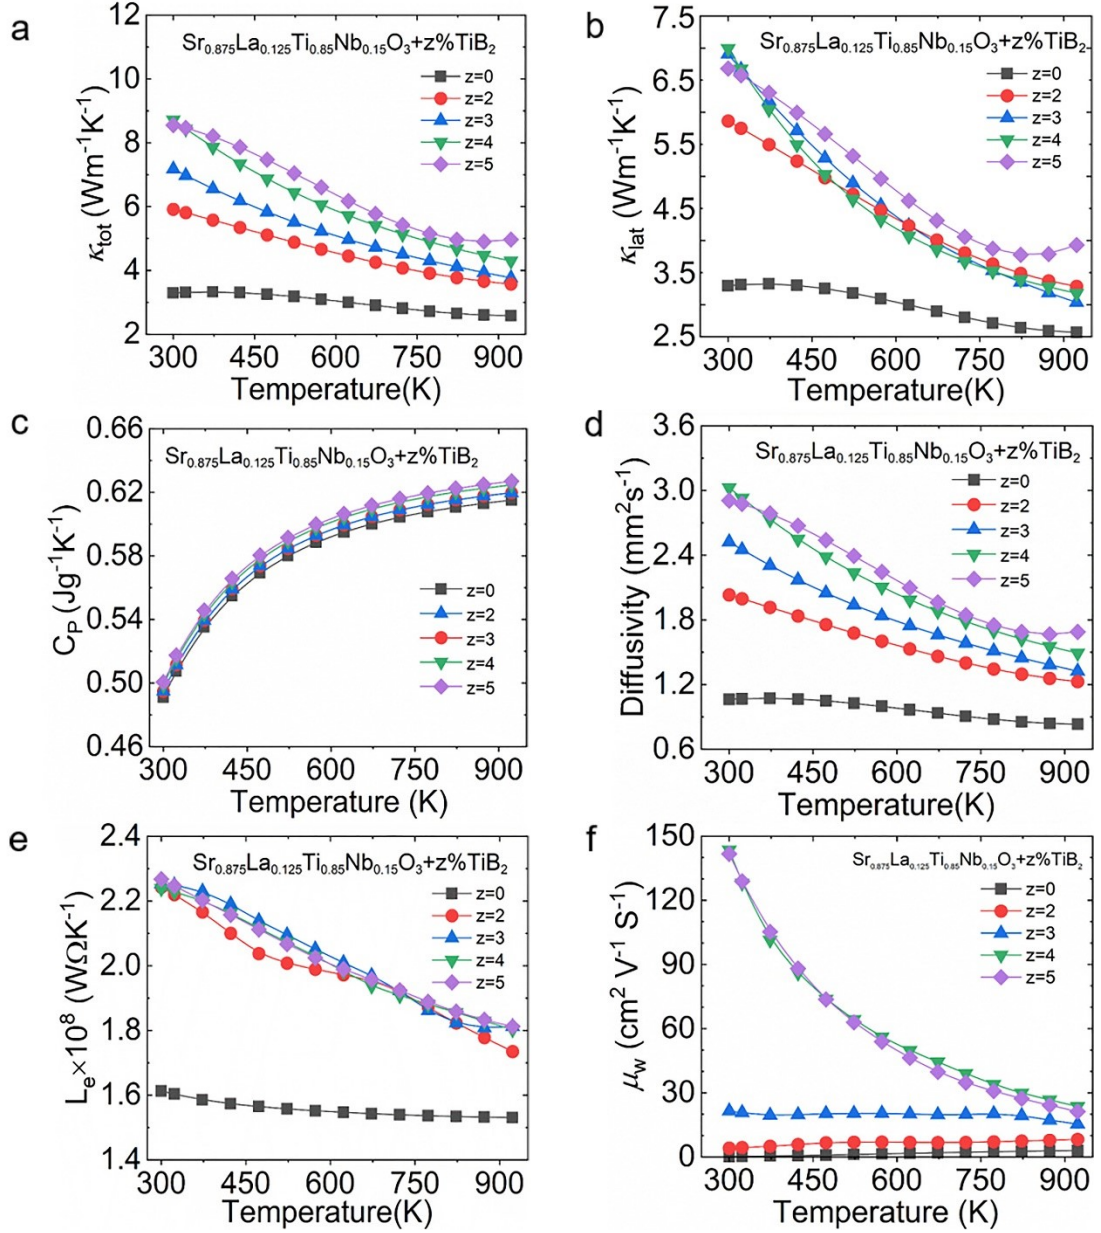 a
12
10
8
6
4
2
κtot (Wm⁻¹K⁻¹)
Sr0.875La0.125Ti0.85Nb0.15O3+z%TiB2
z=0
z=2
z=3
z=4
z=5
300 450 600 750 900
Temperature(K)
b
7.5
6.5
5.5
4.5
3.5
2.5
κlat (Wm⁻¹K⁻¹)
Sr0.875La0.125Ti0.85Nb0.15O3+z%TiB2
z=0
z=2
z=3
z=4
z=5
300 450 600 750 900
Temperature(K)
c
0.66
0.62
0.58
0.54
0.50
0.46
CP (Jg⁻¹K⁻¹)
Sr0.875La0.125Ti0.85Nb0.15O3+z%TiB2
z=0
z=2
z=3
z=4
z=5
300 450 600 750 900
Temperature (K)
d
3.6
3.0
2.4
1.8
1.2
0.6
Diffusivity (mm²s⁻¹)
Sr0.875La0.125Ti0.85Nb0.15O3+z%TiB2
z=0
z=2
z=3
z=4
z=5
300 450 600 750 900
Temperature(K)
e
2.4
2.2
2.0
1.8
1.6
1.4
Le×10⁸ (WΩK⁻¹)
Sr0.875La0.125Ti0.85Nb0.15O3+z%TiB2
z=0
z=2
z=3
z=4
z=5
300 450 600 750 900
Temperature(K)
f
150
120
90
60
30
0
μw (cm² V⁻¹ S⁻¹)
Sr0.875La0.125Ti0.85Nb0.15O3+z%TiB2
z=0
z=2
z=3
z=4
z=5
300 450 600 750 900
Temperature (K)